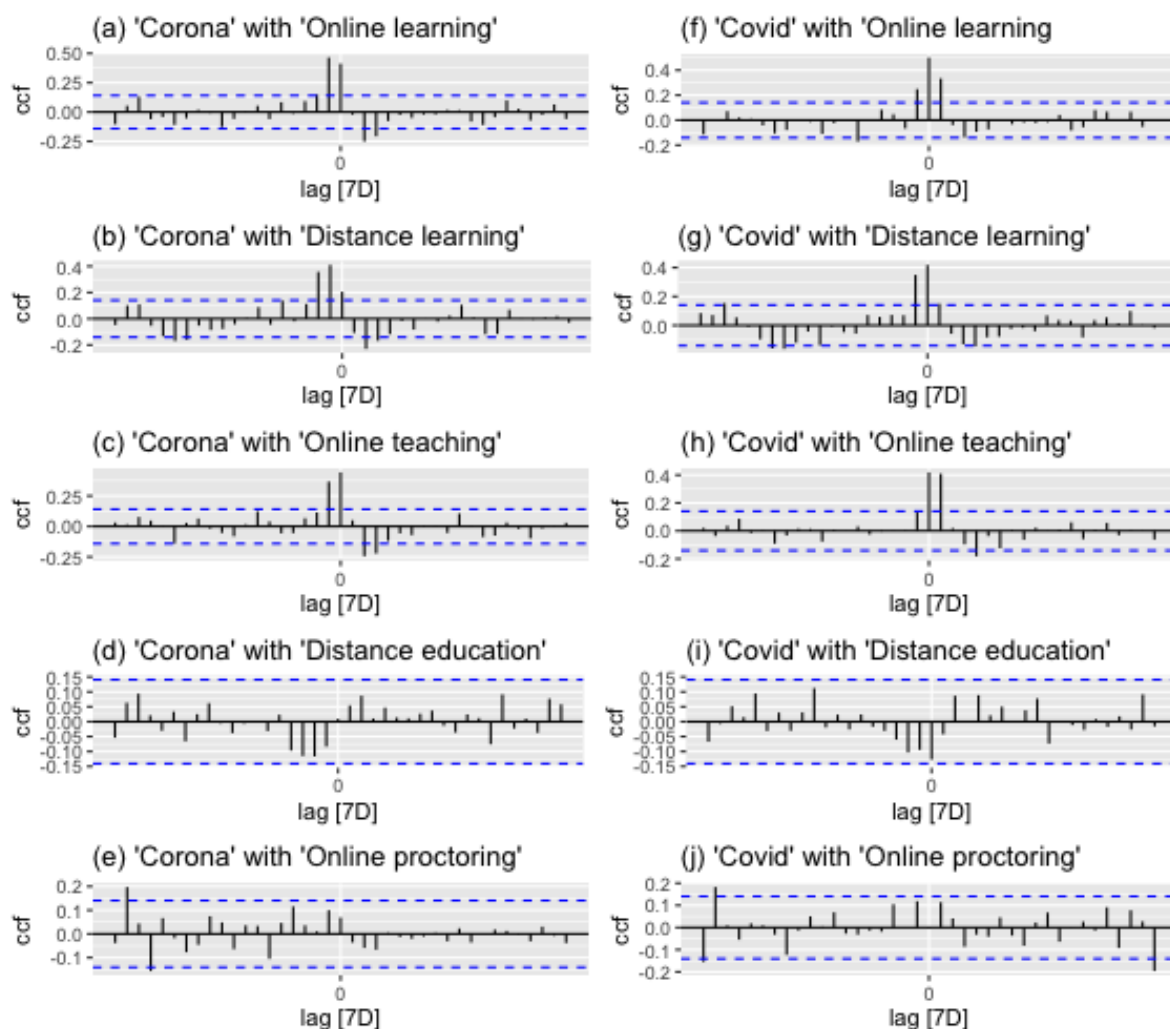 (a) 'Corona' with 'Online learning'
0.50
0.25
0.00
-0.25
ccf
0
lag [7D]
(f) 'Covid' with 'Online learning
0.4
0.2
0.0
-0.2
ccf
0
lag [7D]
(b) 'Corona' with 'Distance learning'
0.4
0.2
0.0
-0.2
ccf
0
lag [7D]
(g) 'Covid' with 'Distance learning'
0.4
0.2
0.0
ccf
0
lag [7D]
(c) 'Corona' with 'Online teaching'
0.25
0.00
-0.25
ccf
0
lag [7D]
(h) 'Covid' with 'Online teaching'
0.4
0.2
0.0
-0.2
ccf
0
lag [7D]
(d) 'Corona' with 'Distance education'
0.15
0.10
0.05
0.00
-0.05
-0.10
-0.15
ccf
0
lag [7D]
(i) 'Covid' with 'Distance education'
0.15
0.10
0.05
0.00
-0.05
-0.10
-0.15
ccf
0
lag [7D]
(e) 'Corona' with 'Online proctoring'
0.2
0.1
0.0
-0.1
ccf
0
lag [7D]
(j) 'Covid' with 'Online proctoring'
0.2
0.1
0.0
-0.1
-0.2
ccf
0
lag [7D]